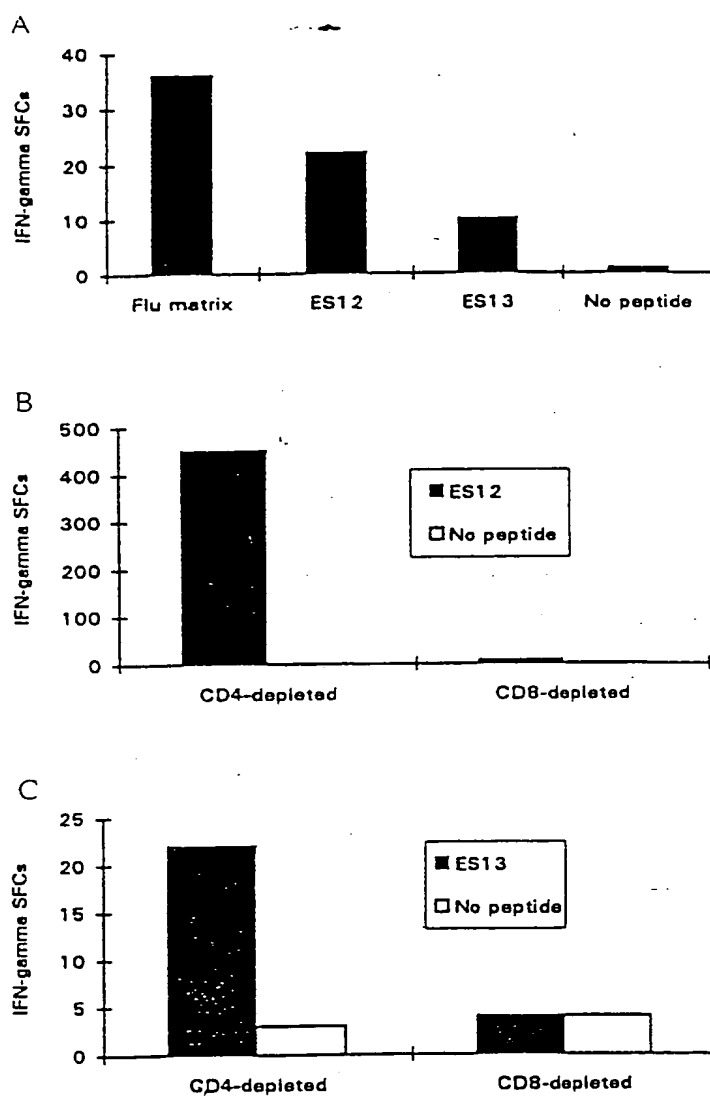 A
IFN-gamma SFCs
40
30
20
10
0
Flu matrix ES12 ES13 No peptide
B
IFN-gamma SFCs
500
400
300
200
100
0
ES12
No peptide
CD4-depleted CD8-depleted
C
IFN-gamma SFCs
25
20
15
10
5
0
ES13
No peptide
CD4-depleted CD8-depleted